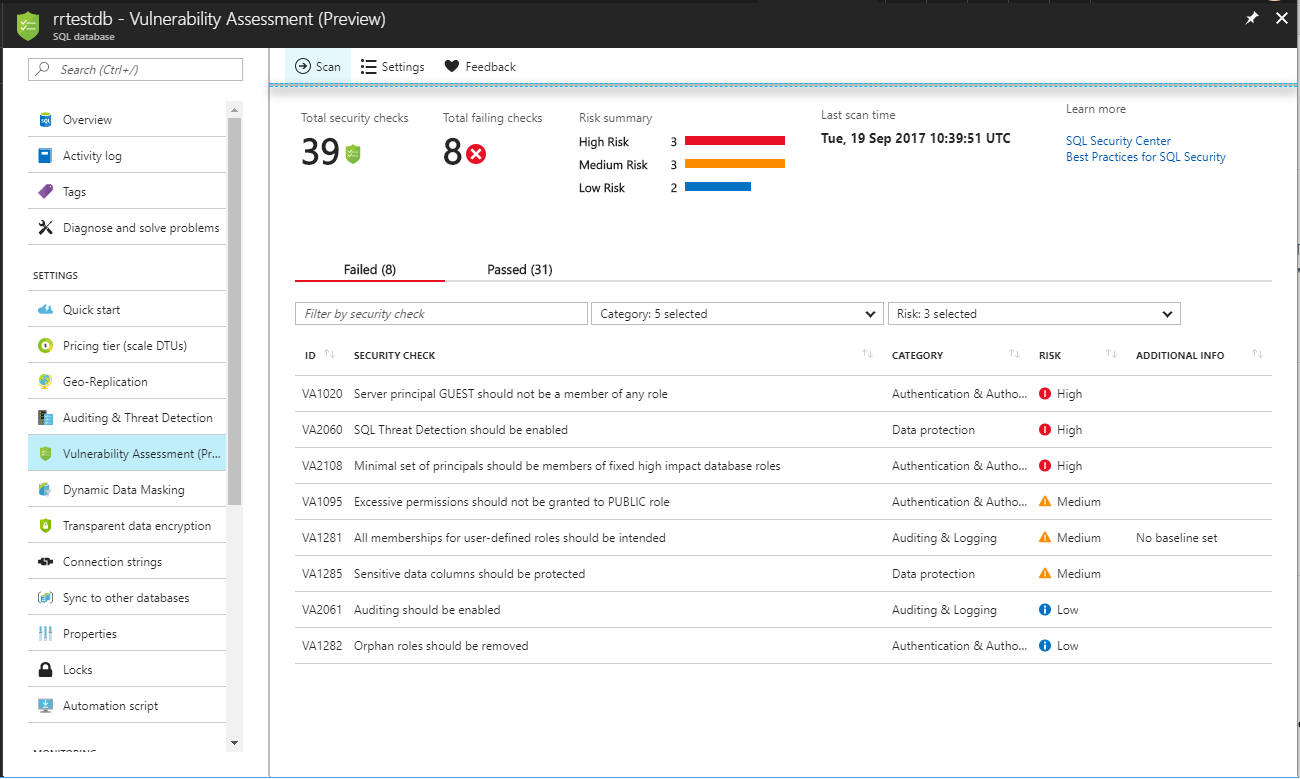 rrtestdb - Vulnerability Assessment (Preview)
SQL database
Search (Ctrl+/)
Overview
Activity log
Tags
Diagnose and solve problems
SETTINGS
Quick start
Pricing tier (scale DTUs)
Geo-Replication
Auditing & Threat Detection
Vulnerability Assessment (Pr...
Dynamic Data Masking
Transparent data encryption
Connection strings
Sync to other databases
Properties
Locks
Automation script
MONITORING
Scan Settings Feedback
Total security checks
39
Total failing checks
8
Risk summary
High Risk 3
Medium Risk 3
Low Risk 2
Last scan time
Tue, 19 Sep 2017 10:39:51 UTC
Learn more
SQL Security Center
Best Practices for SQL Security
Failed (8) Passed (31)
Filter by security check Category: 5 selected Risk: 3 selected
ID SECURITY CHECK CATEGORY RISK ADDITIONAL INFO
VA1020 Server principal GUEST should not be a member of any role Authentication & Autho... High
VA2060 SQL Threat Detection should be enabled Data protection High
VA2108 Minimal set of principals should be members of fixed high impact database roles Authentication & Autho... High
VA1095 Excessive permissions should not be granted to PUBLIC role Authentication & Autho... Medium
VA1281 All memberships for user-defined roles should be intended Auditing & Logging Medium No baseline set
VA1285 Sensitive data columns should be protected Data protection Medium
VA2061 Auditing should be enabled Auditing & Logging Low
VA1282 Orphan roles should be removed Authentication & Autho... Low